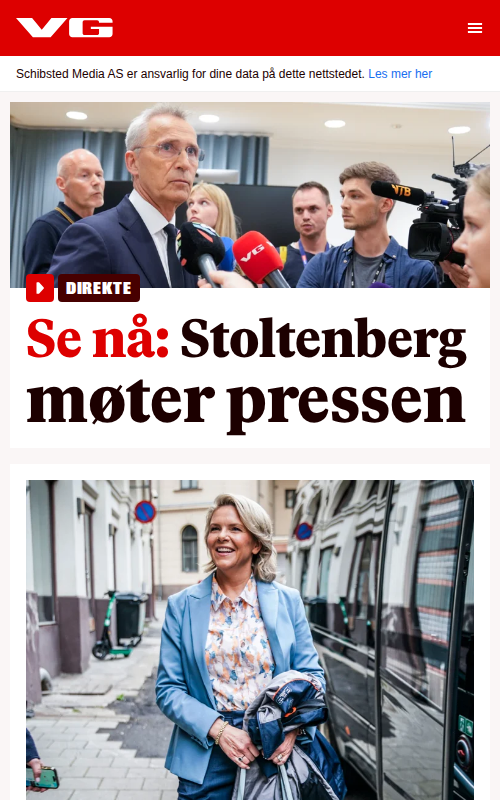 VG
Schibsted Media AS er ansvarlig for dine data på dette nettstedet. Les mer her
NTB
VG
DIREKTE
Se nå: Stoltenberg
møter pressen